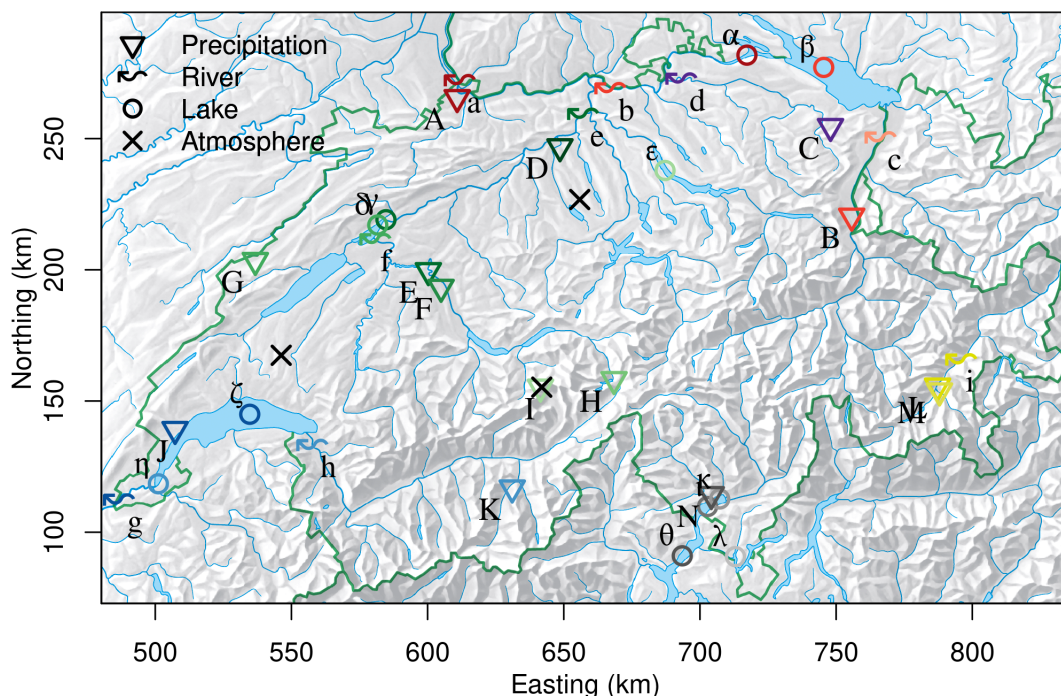 Precipitation
River
Lake
Atmosphere
α
β
A
a
b
d
C
c
e
D
ε
δγ
B
f
G
E
F
ζ
I
H
i
M
L
J
η
h
g
K
κ
ι
N
θ
λ
250
200
150
100
Northing (km)
500 550 600 650 700 750 800
Easting (km)